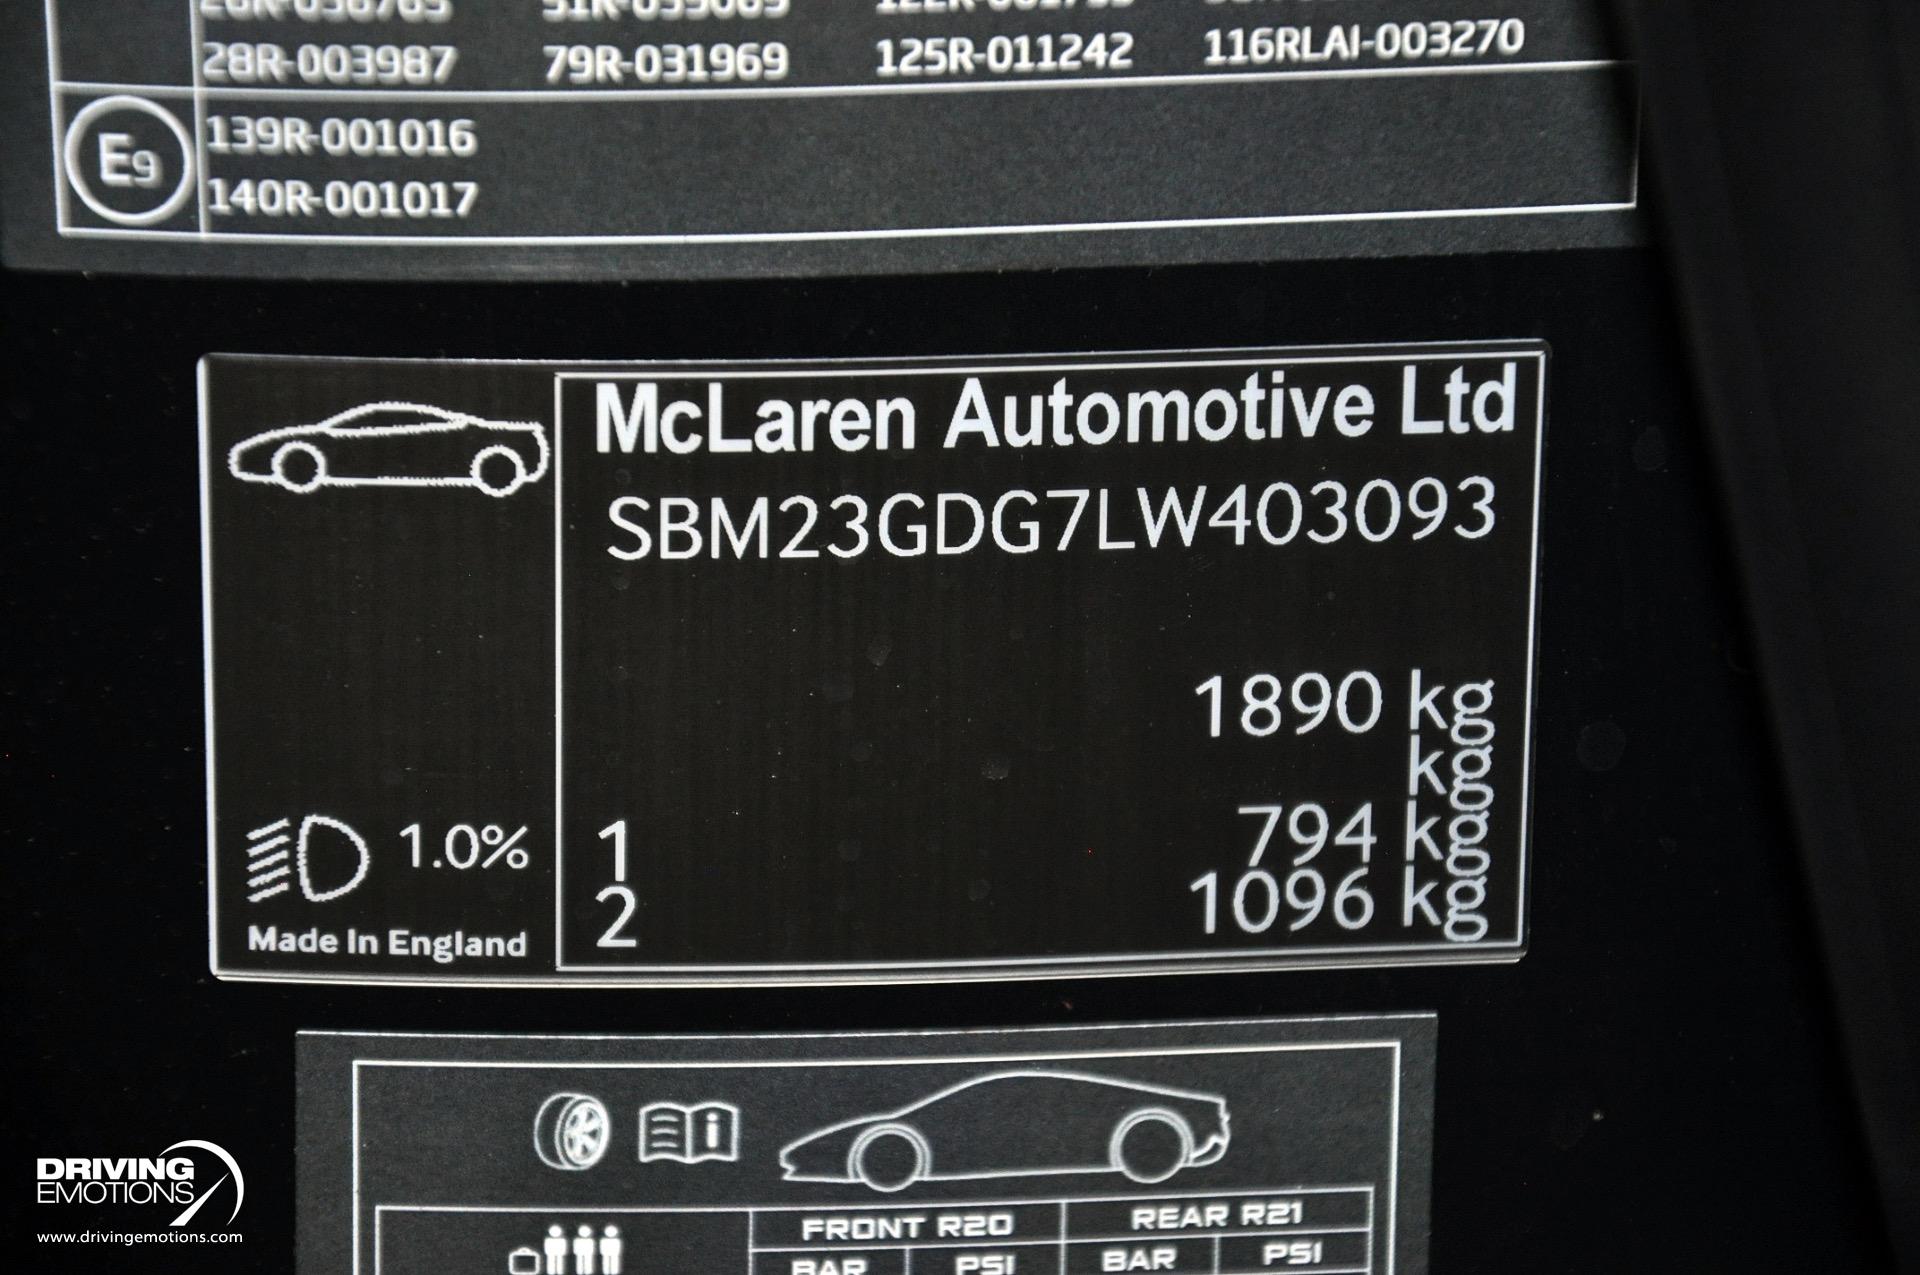 28R-003987 79R-031969 125R-011242 116RLAI-003270
E9
139R-001016
140R-001017
McLaren Automotive Ltd
SBM23GDG7LW403093
1890 kg
kg
1 794 kg
2 1096 kg
1.0%
Made In England
FRONT R20 REAR R21
BAR PSI BAR PSI
DRIVING
EMOTIONS
www.drivingemotions.com